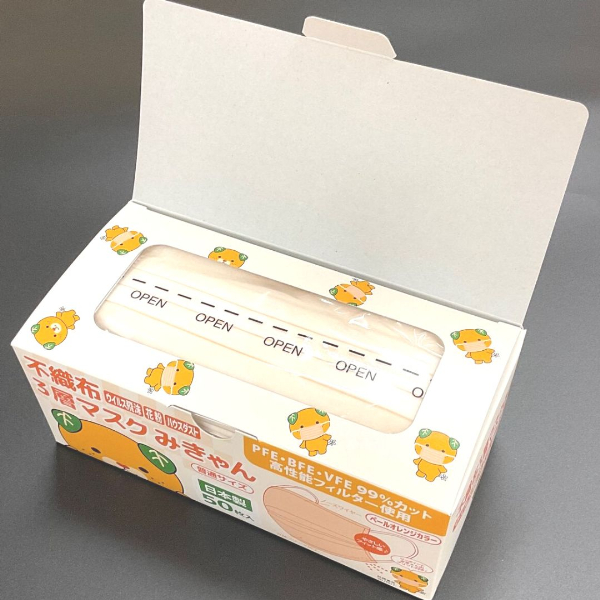 OPEN
OPEN
OPEN
OPEN
O
不織布
ウイルス飛沫 花粉 ハウスダスト
3層マスク みきゃん
普通サイズ
日本製
50枚入
PFE・BFE・VFE 99%カット
高性能フィルター使用
ペールオレンジカラー